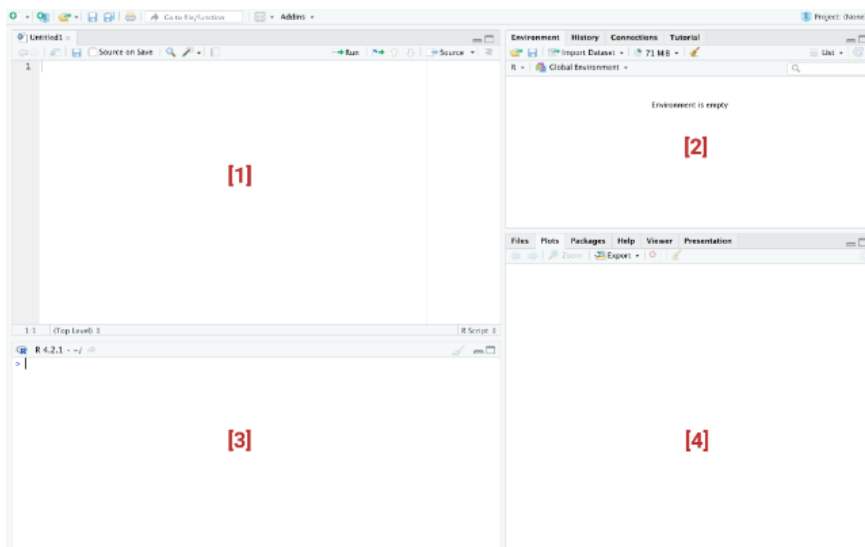 Go to file/function Addins Project: (None
Untitled1
Source on Save Run Source
1
[1]
1:1 (Top Level) R Script
R 4.2.1 · ~/
>
[3]
Environment History Connections Tutorial
Import Dataset 71 MB List
R Global Environment
Environment is empty
[2]
Files Plots Packages Help Viewer Presentation
Zoom Export
[4]